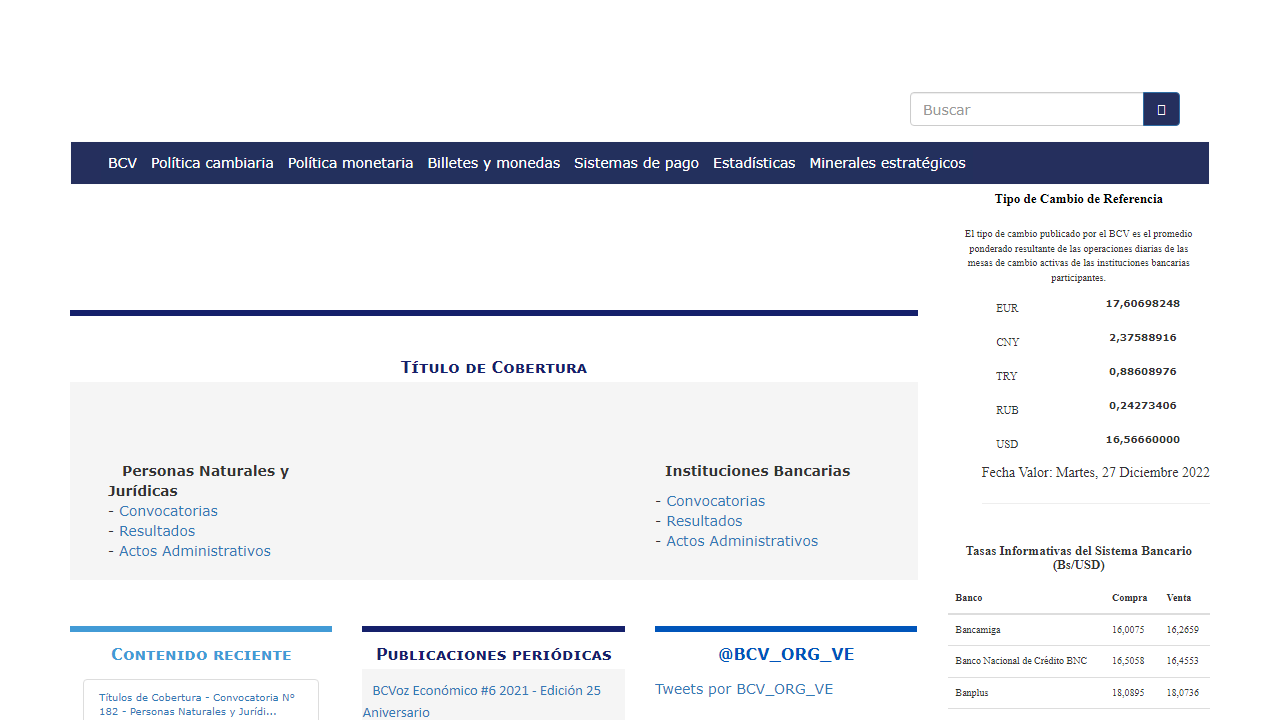 Buscar
BCV Política cambiaria Política monetaria Billetes y monedas Sistemas de pago Estadísticas Minerales estratégicos
Tipo de Cambio de Referencia
El tipo de cambio publicado por el BCV es el promedio
ponderado resultante de las operaciones diarias de las
mesas de cambio activas de las instituciones bancarias
participantes.
EUR 17,60698248
CNY 2,37588916
TRY 0,88608976
RUB 0,24273406
USD 16,56660000
Fecha Valor: Martes, 27 Diciembre 2022
Título de Cobertura
Personas Naturales y
Jurídicas
- Convocatorias
- Resultados
- Actos Administrativos
Instituciones Bancarias
- Convocatorias
- Resultados
- Actos Administrativos
Tasas Informativas del Sistema Bancario
(Bs/USD)
Banco Compra Venta
Bancamiga 16,0075 16,2659
Banco Nacional de Crédito BNC 16,5058 16,4553
Banplus 18,0895 18,0736
Contenido reciente
Títulos de Cobertura - Convocatoria N°
182 - Personas Naturales y Jurídi...
Publicaciones periódicas
BCVoz Económico #6 2021 - Edición 25
Aniversario
@BCV_ORG_VE
Tweets por BCV_ORG_VE